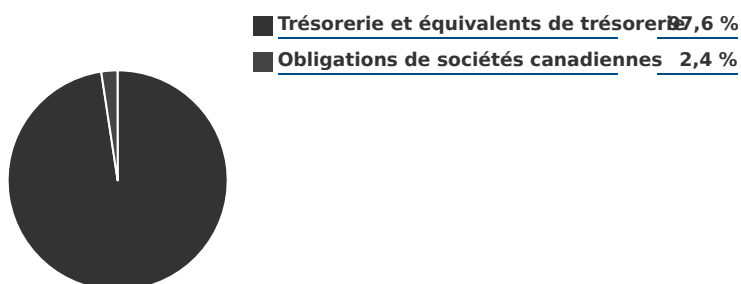 Trésorerie et équivalents de trésorerie 97,6 %
Obligations de sociétés canadiennes 2,4 %